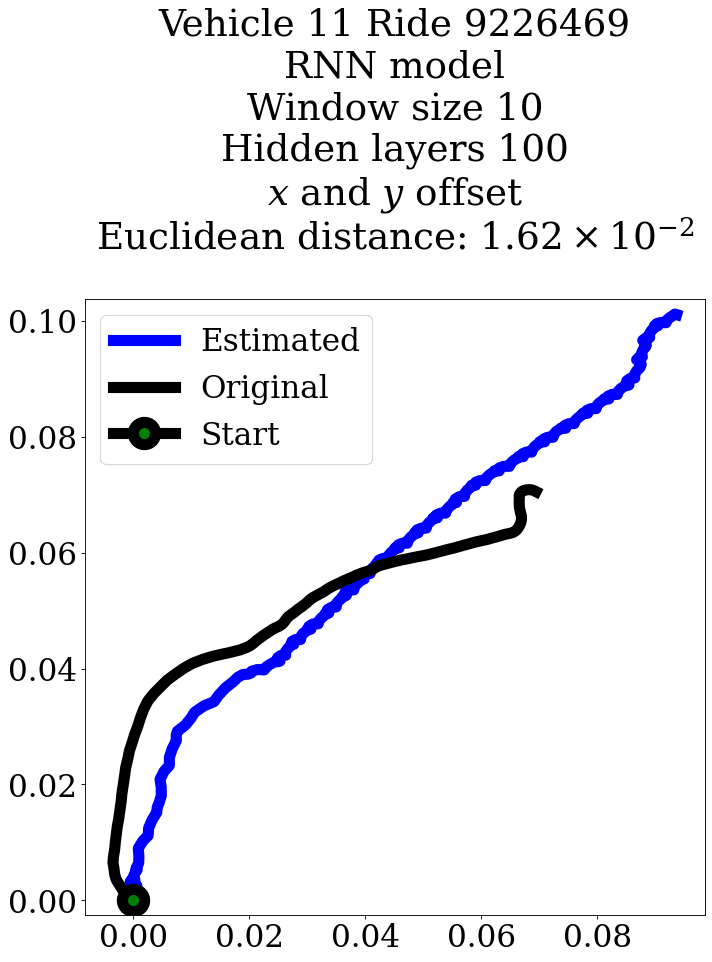 Vehicle 11 Ride 9226469
RNN model
Window size 10
Hidden layers 100
x and y offset
Euclidean distance: 1.62 × 10⁻²
Estimated
Original
Start
0.10
0.08
0.06
0.04
0.02
0.00
0.00 0.02 0.04 0.06 0.08